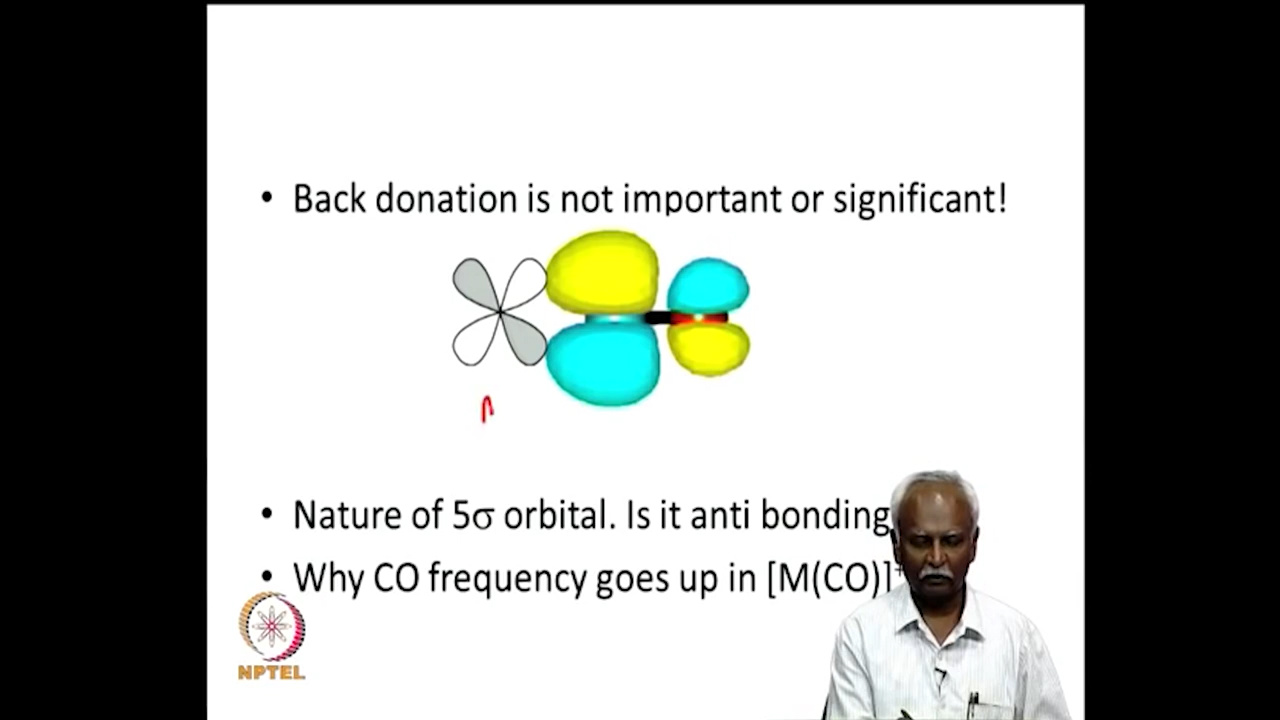 • Back donation is not important or significant!
• Nature of 5σ orbital. Is it anti bonding
• Why CO frequency goes up in [M(CO)]+
NPTEL